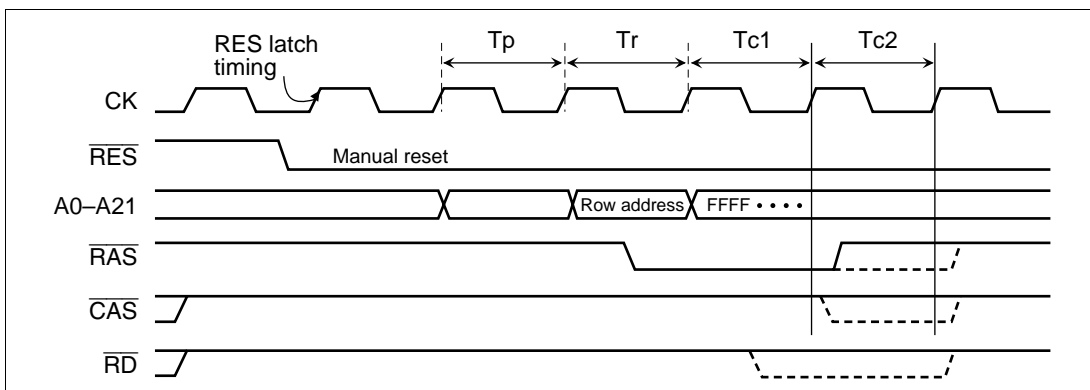 RES latch
timing
Tp
Tr
Tc1
Tc2
CK
RES
Manual reset
A0–A21
Row address
FFFF • • • •
RAS
CAS
RD